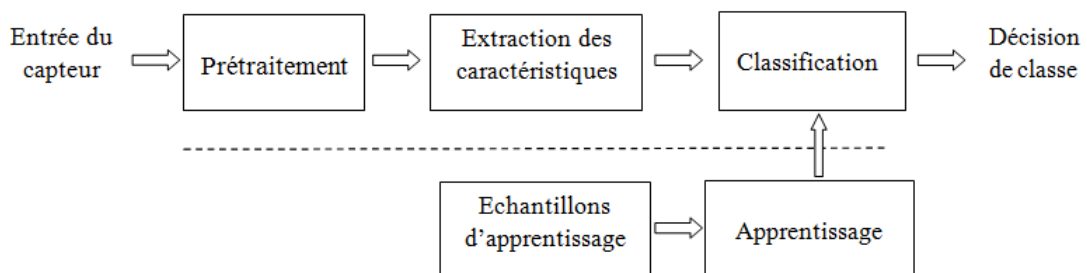 Entrée du
capteur
Prétraitement
Extraction des
caractéristiques
Classification
Décision
de classe
Echantillons
d’apprentissage
Apprentissage